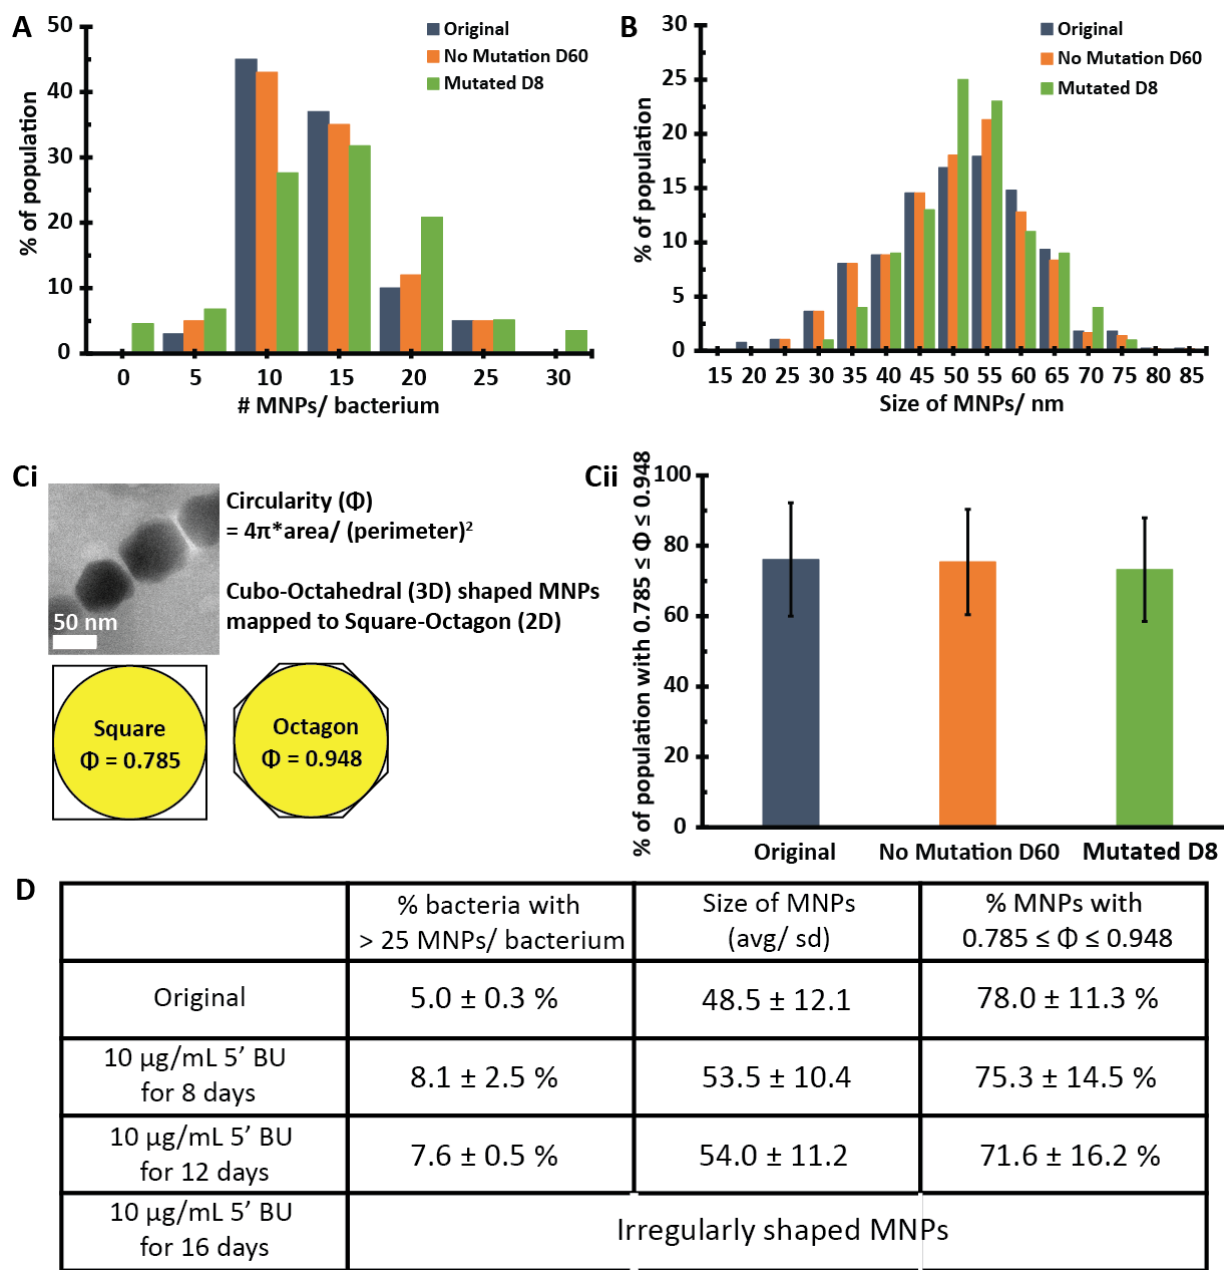 A
50
40
30
20
10
0
% of population
Original
No Mutation D60
Mutated D8
0 5 10 15 20 25 30
# MNPs/ bacterium
B
30
25
20
15
10
5
0
% of population
Original
No Mutation D60
Mutated D8
15 20 25 30 35 40 45 50 55 60 65 70 75 80 85
Size of MNPs/ nm
Ci
50 nm
Circularity (Φ)
= 4π*area/ (perimeter)²
Cubo-Octahedral (3D) shaped MNPs
mapped to Square-Octagon (2D)
Square
Φ = 0.785
Octagon
Φ = 0.948
Cii
% of population with 0.785 ≤ Φ ≤ 0.948
100
80
60
40
20
0
Original No Mutation D60 Mutated D8
D
% bacteria with
> 25 MNPs/ bacterium
Size of MNPs
(avg/ sd)
% MNPs with
0.785 ≤ Φ ≤ 0.948
Original
5.0 ± 0.3 %
48.5 ± 12.1
78.0 ± 11.3 %
10 µg/mL 5' BU
for 8 days
8.1 ± 2.5 %
53.5 ± 10.4
75.3 ± 14.5 %
10 µg/mL 5' BU
for 12 days
7.6 ± 0.5 %
54.0 ± 11.2
71.6 ± 16.2 %
10 µg/mL 5' BU
for 16 days
Irregularly shaped MNPs